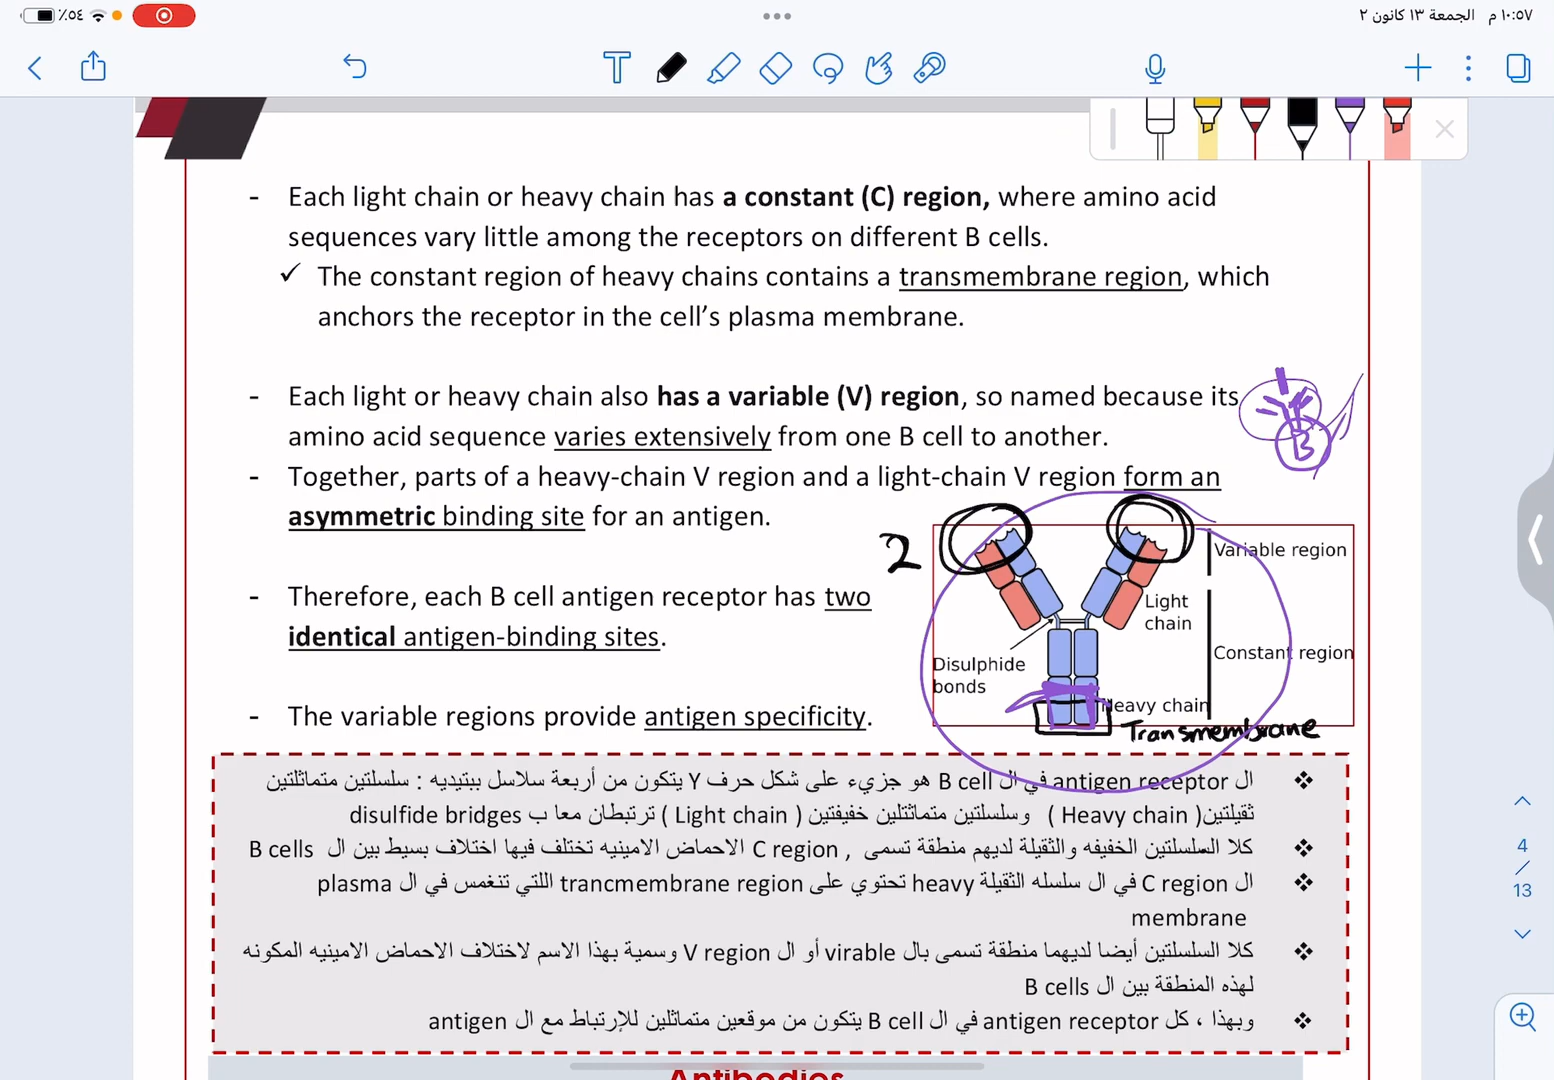 ١٠:٥٧ م الجمعة ١٣ كانون ٢
٪٥٤
- Each light chain or heavy chain has a constant (C) region, where amino acid
sequences vary little among the receptors on different B cells.
✓ The constant region of heavy chains contains a transmembrane region, which
anchors the receptor in the cell’s plasma membrane.
- Each light or heavy chain also has a variable (V) region, so named because its
amino acid sequence varies extensively from one B cell to another.
B
- Together, parts of a heavy-chain V region and a light-chain V region form an
asymmetric binding site for an antigen.
2
Variable region
- Therefore, each B cell antigen receptor has two
identical antigen-binding sites.
Light
chain
Constant region
Disulphide
bonds
Heavy chain
Transmembrane
- The variable regions provide antigen specificity.
❖ ال antigen receptor في ال B cell هو جزيء على شكل حرف Y يتكون من أربعة سلاسل ببتيديه : سلسلتين متماثلتين
ثقيلتين( Heavy chain ) وسلسلتين متماثتلين خفيفتين ( Light chain ) ترتبطان معا ب disulfide bridges
❖ كلا السلسلتين الخفيفه والثقيلة لديهم منطقة تسمى C region , الاحماض الامينيه تختلف فيها اختلاف بسيط بين ال B cells
❖ ال C region في ال سلسله الثقيلة heavy تحتوي على trancmembrane region اللتي تنغمس في ال plasma
membrane
❖ كلا السلسلتين أيضا لديهما منطقة تسمى بال virable أو ال V region وسمية بهذا الاسم لاختلاف الاحماض الامينيه المكونه
لهذه المنطقة بين ال B cells
❖ وبهذا ، كل antigen receptor في ال B cell يتكون من موقعين متماثلين للإرتباط مع ال antigen
Antibodies
4
/
13